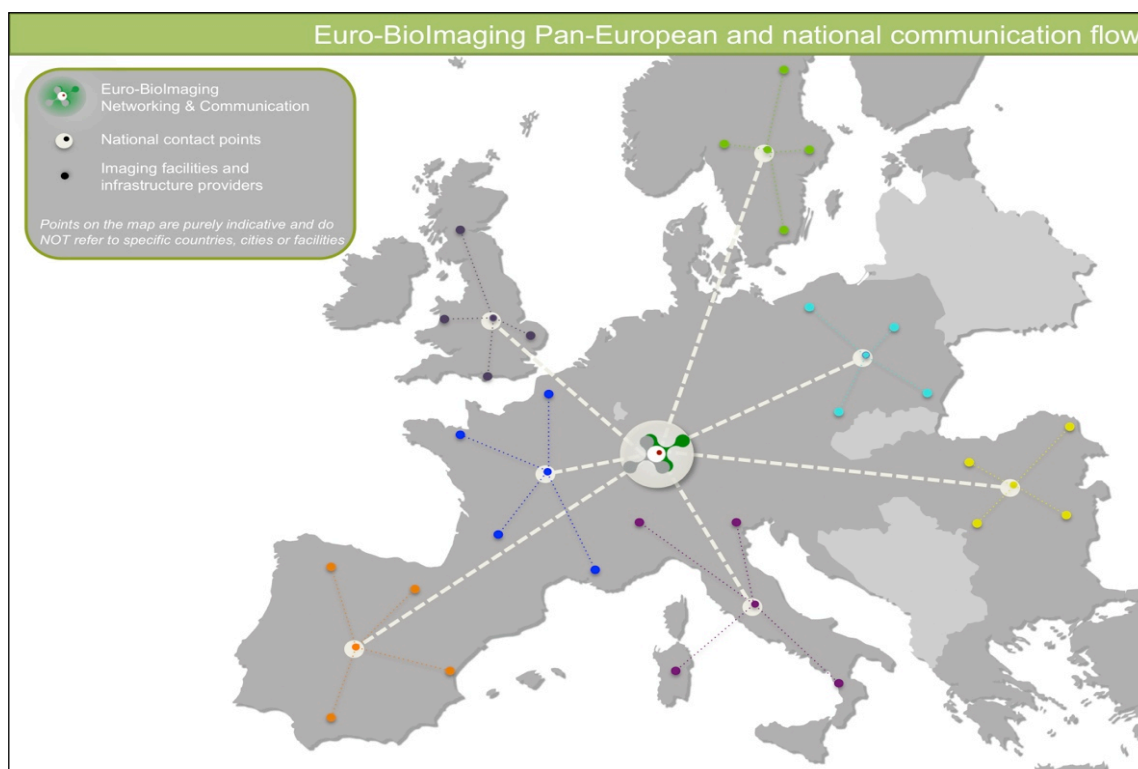 Euro-BioImaging Pan-European and national communication flow
Euro-BioImaging
Networking & Communication
National contact points
Imaging facilities and
infrastructure providers
Points on the map are purely indicative and do
NOT refer to specific countries, cities or facilities